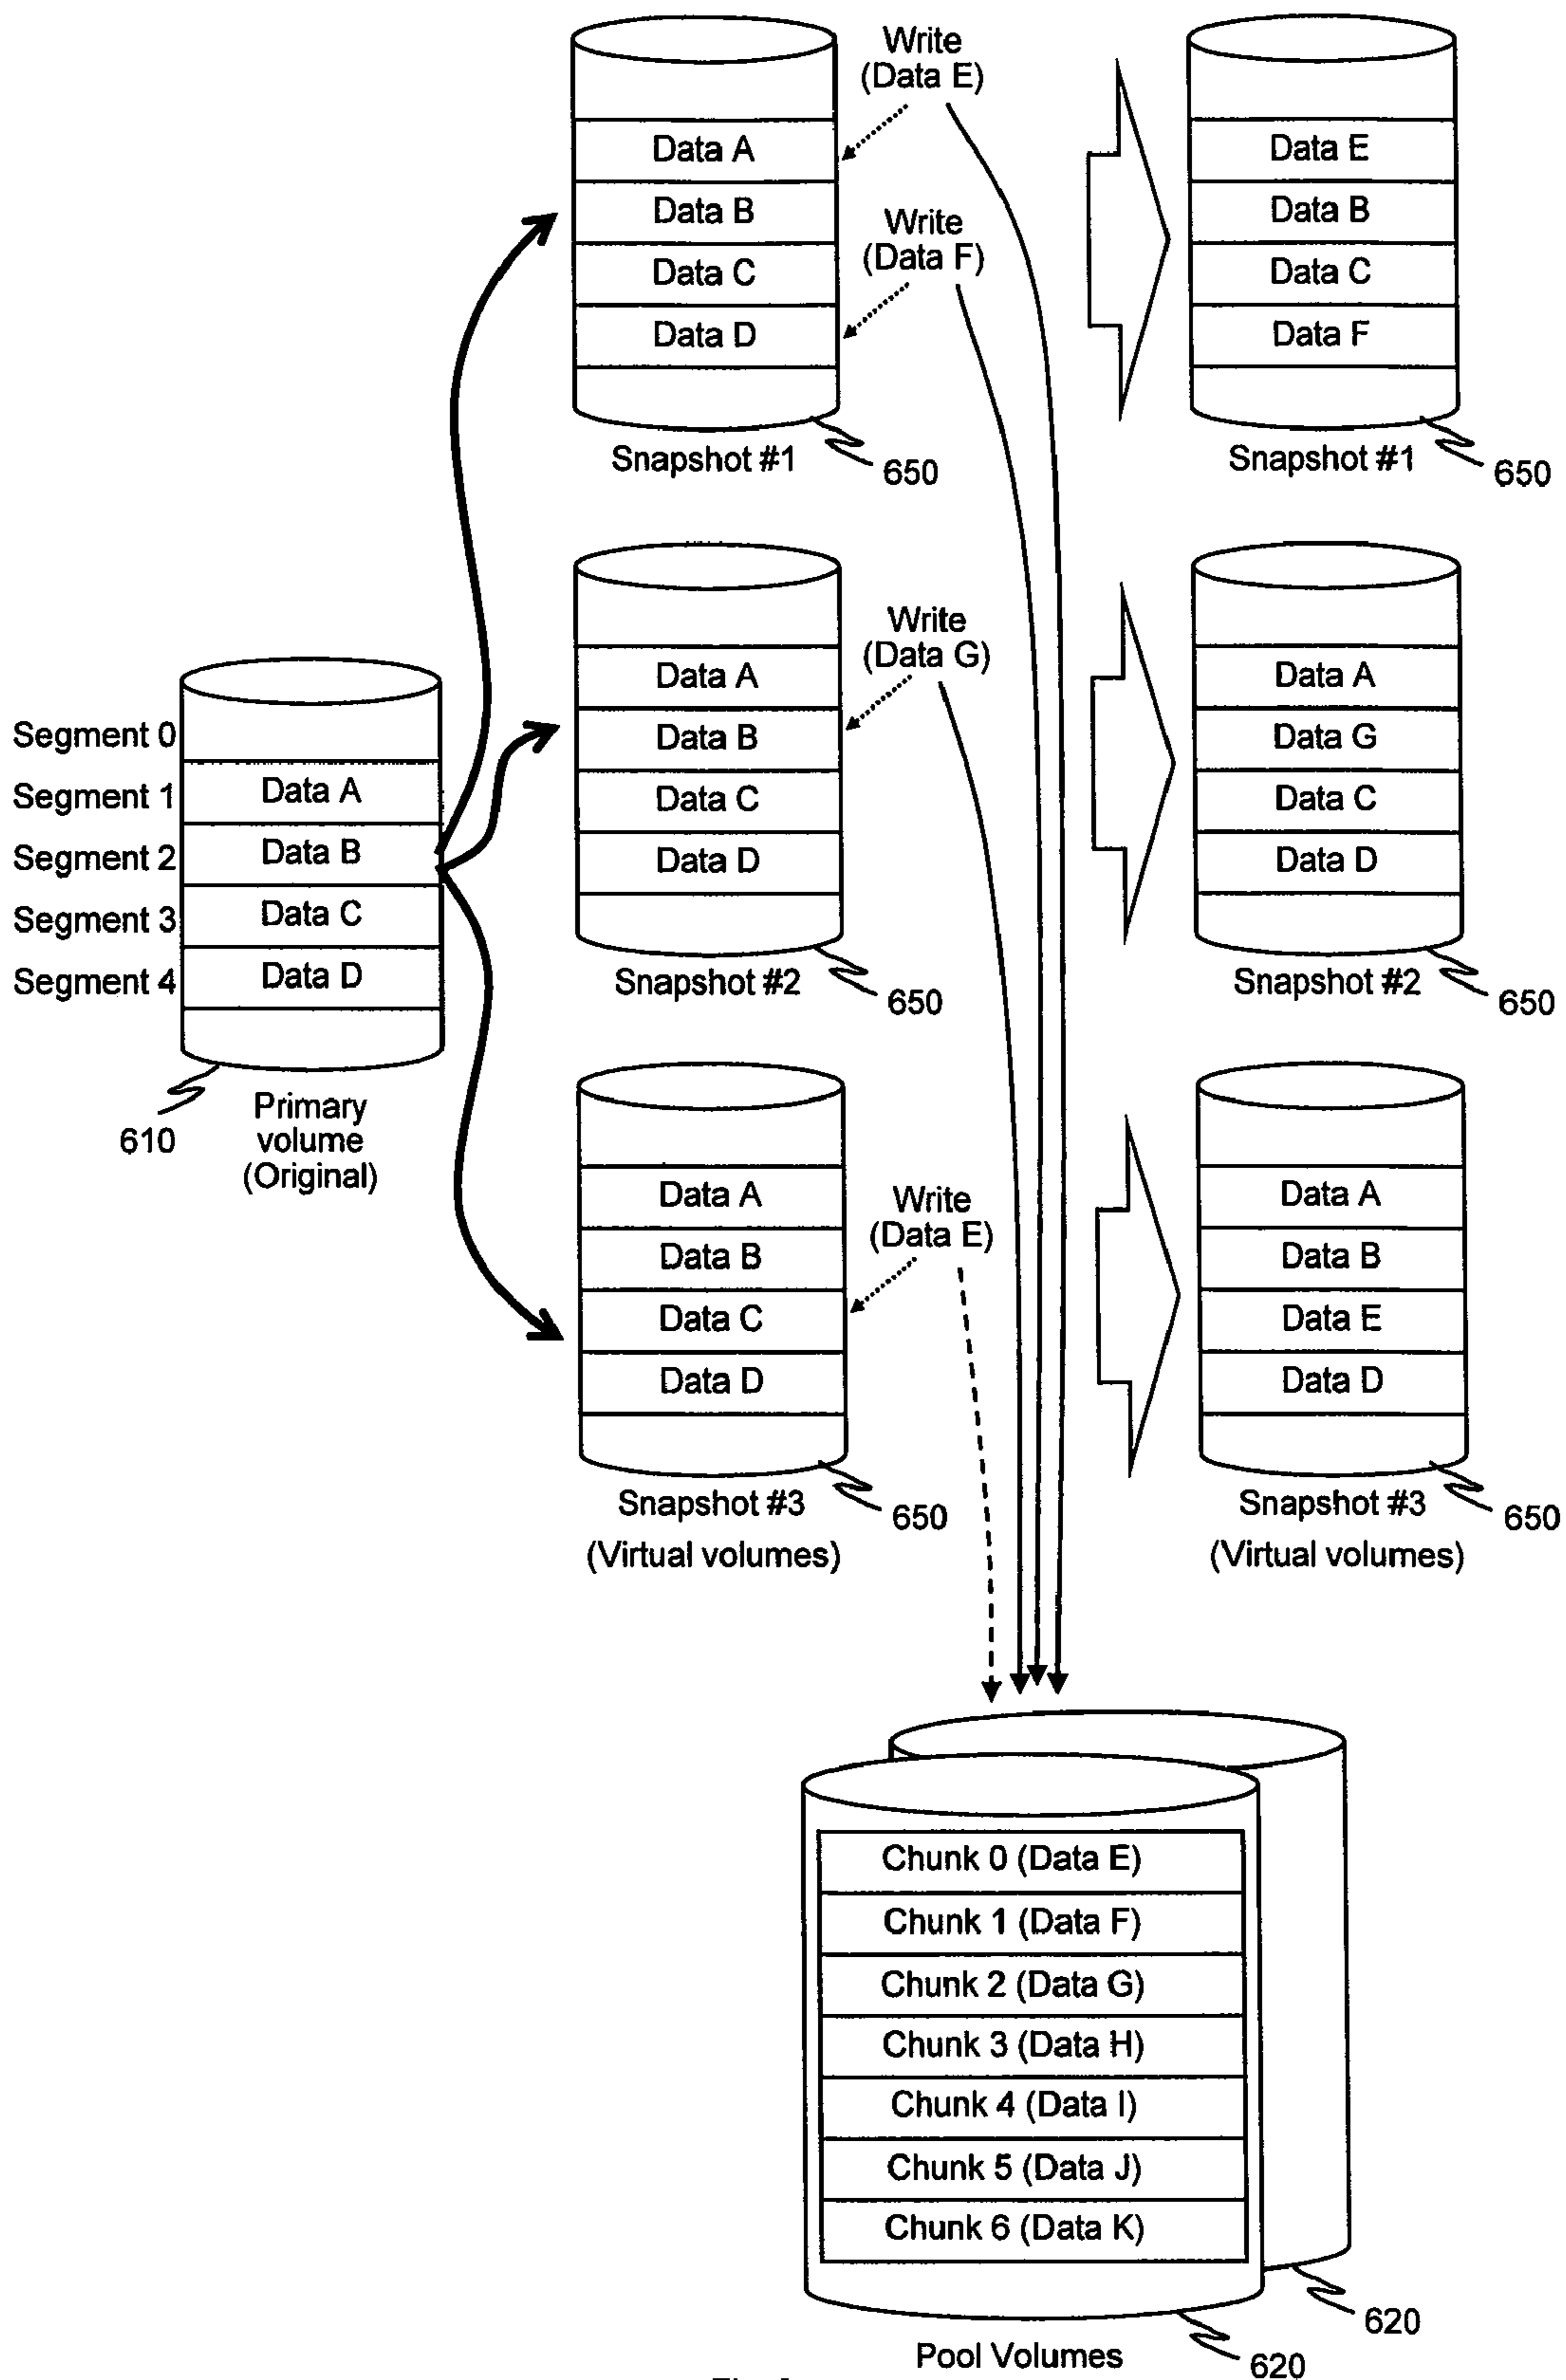 Write
(Data E)
Data A
Data B
Data C
Data D
Write
(Data F)
Snapshot #1
650
Data E
Data B
Data C
Data F
Snapshot #1
650
Segment 0
Segment 1
Segment 2
Segment 3
Segment 4
Data A
Data B
Data C
Data D
610
Primary
volume
(Original)
Data A
Data B
Data C
Data D
Write
(Data G)
Snapshot #2
650
Data A
Data G
Data C
Data D
Snapshot #2
650
Data A
Data B
Data C
Data D
Write
(Data E)
Snapshot #3
650
(Virtual volumes)
Data A
Data B
Data E
Data D
Snapshot #3
650
(Virtual volumes)
Chunk 0 (Data E)
Chunk 1 (Data F)
Chunk 2 (Data G)
Chunk 3 (Data H)
Chunk 4 (Data I)
Chunk 5 (Data J)
Chunk 6 (Data K)
620
Pool Volumes
620